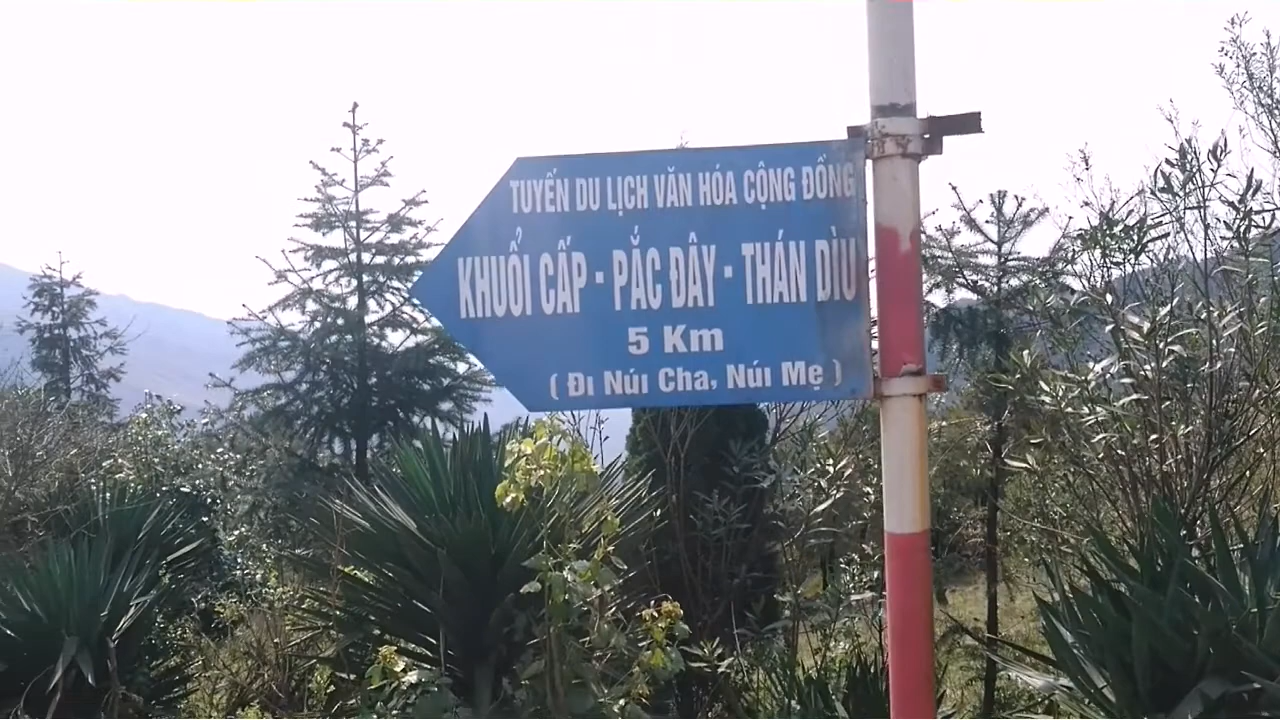 TUYẾN DU LỊCH VĂN HÓA CỘNG ĐỒNG
KHUỔI CẤP - PẮC ĐÂY - THÁN DÌU
5 Km
( Đi Núi Cha, Núi Mẹ )